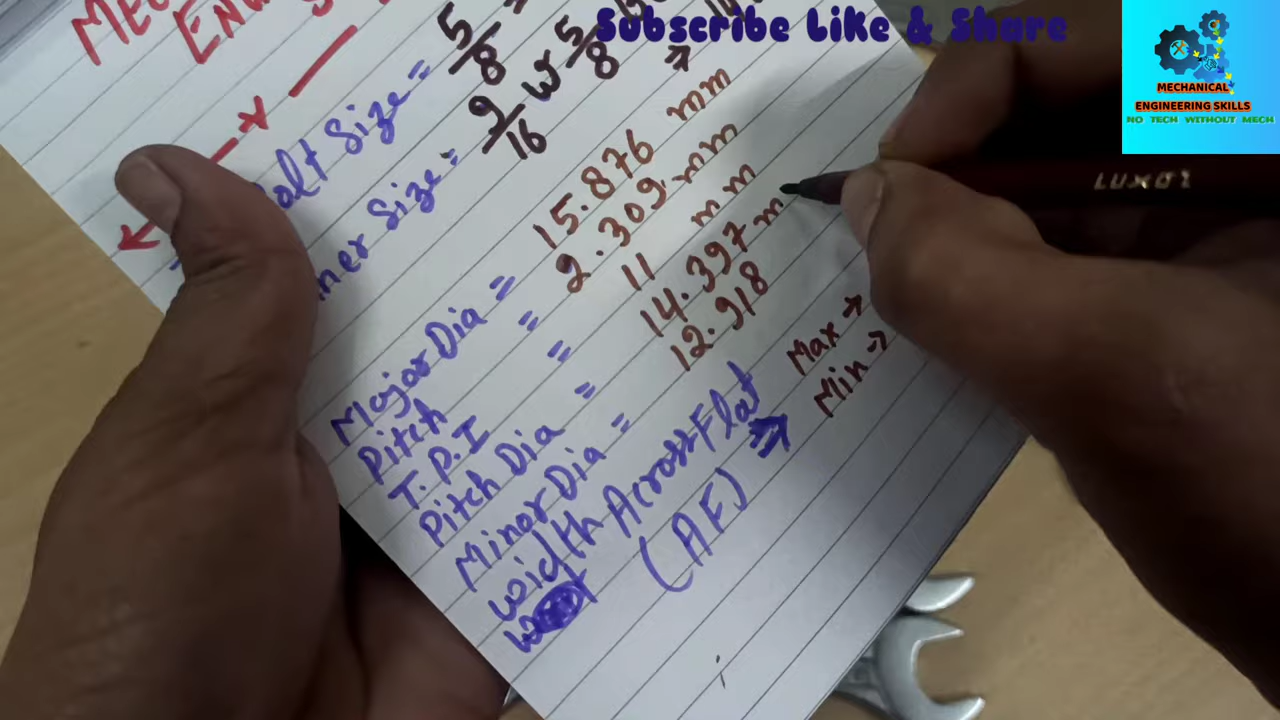 Subscribe Like & Share
MECHANICAL
ENGINEERING SKILLS
NO TECH WITHOUT MECH
LUXOR
Size = 5/8
Size = 9/16 W 5/8 →
Major Dia = 15.876 mm
Pitch = 2.309 mm
T.P.I = 11 mm
Pitch Dia = 14.397 m
Minor Dia = 12.918
Width Across Flat
(AF) ⇒
Max →
Min →